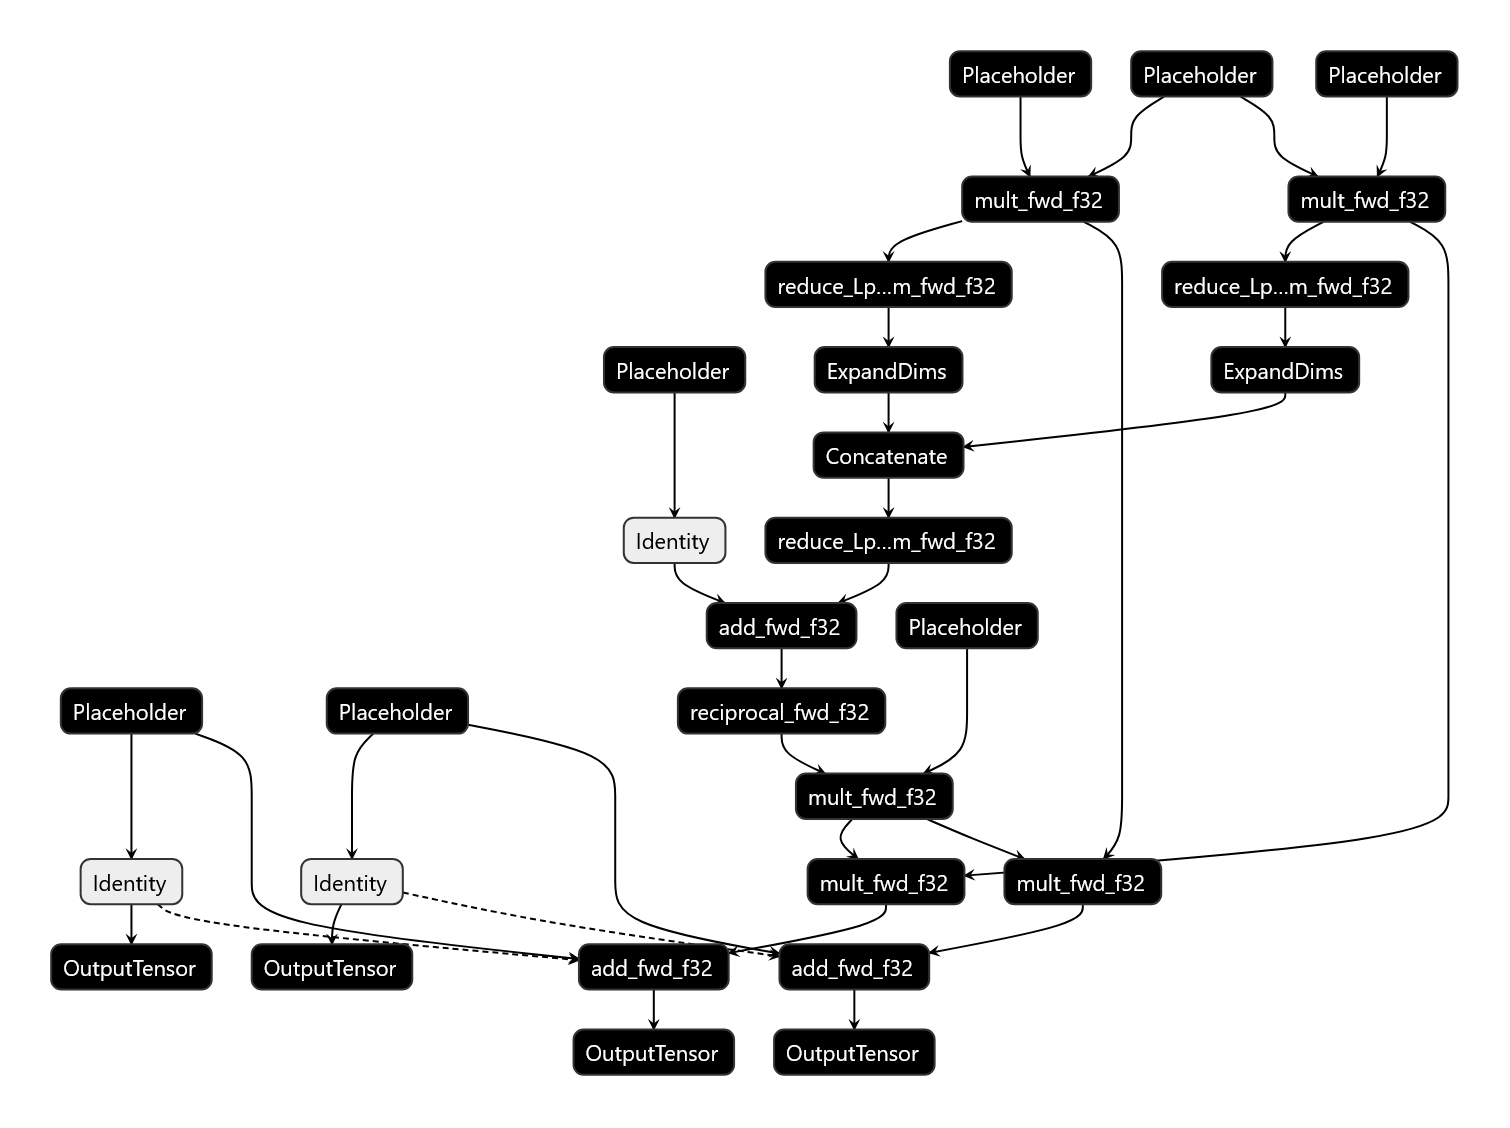 Placeholder
Placeholder
Placeholder
mult_fwd_f32
mult_fwd_f32
reduce_Lp...m_fwd_f32
reduce_Lp...m_fwd_f32
Placeholder
ExpandDims
ExpandDims
Concatenate
Identity
reduce_Lp...m_fwd_f32
add_fwd_f32
Placeholder
Placeholder
Placeholder
reciprocal_fwd_f32
mult_fwd_f32
Identity
Identity
mult_fwd_f32
mult_fwd_f32
OutputTensor
OutputTensor
add_fwd_f32
add_fwd_f32
OutputTensor
OutputTensor